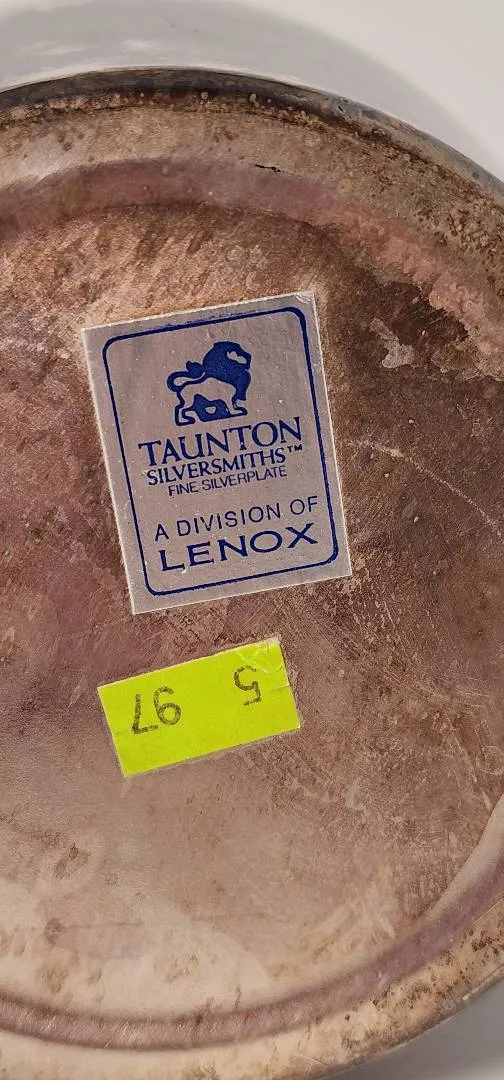 TAUNTON
SILVERSMITHS™
FINE SILVERPLATE
A DIVISION OF
LENOX
5 97